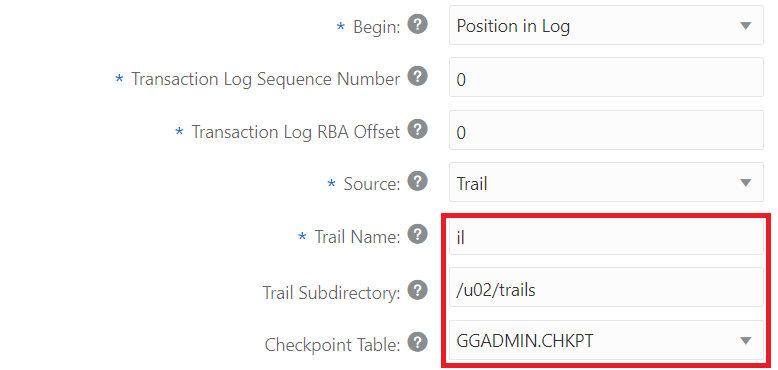 * Begin: ? Position in Log
* Transaction Log Sequence Number ? 0
* Transaction Log RBA Offset ? 0
* Source: ? Trail
* Trail Name: ? il
Trail Subdirectory: ? /u02/trails
Checkpoint Table: ? GGADMIN.CHKPT